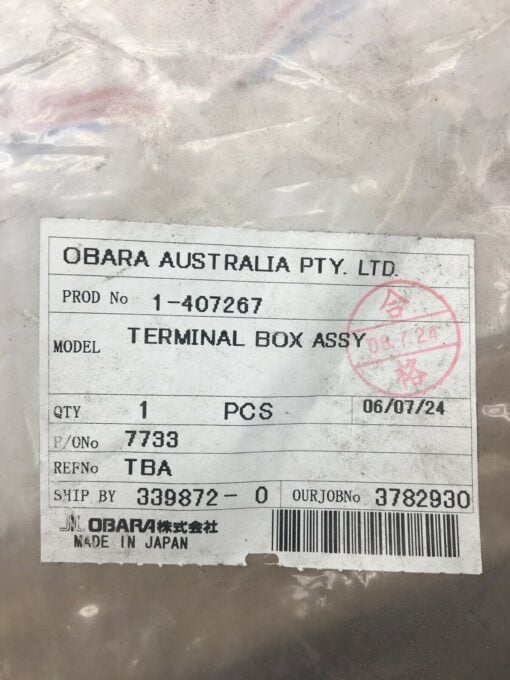 OBARA AUSTRALIA PTY. LTD.
PROD No 1-407267
合
MODEL TERMINAL BOX ASSY
7.24
格
QTY 1 PCS 06/07/24
P/ONo 7733
REFNo TBA
SHIP BY 339872- 0 OURJOBNo 3782930
OBARA株式会社
MADE IN JAPAN